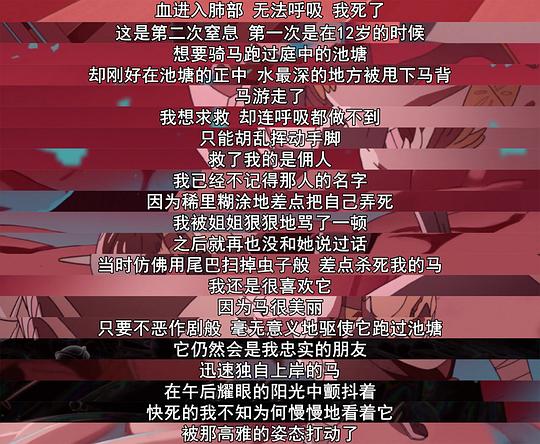 血进入肺部 无法呼吸 我死了
这是第二次窒息 第一次是在12岁的时候
想要骑马跑过庭中的池塘
却刚好在池塘的正中 水最深的地方被甩下马背
马游走了
我想求救 却连呼吸都做不到
只能胡乱挥动手脚
救了我的是佣人
我已经不记得那人的名字
因为稀里糊涂地差点把自己弄死
我被姐姐狠狠地骂了一顿
之后就再也没和她说过话
当时仿佛用尾巴扫掉虫子般 差点杀死我的马
我还是很喜欢它
因为马很美丽
只要不恶作剧般 毫无意义地驱使它跑过池塘
它仍然会是我忠实的朋友
迅速独自上岸的马
在午后耀眼的阳光中颤抖着
快死的我不知为何慢慢地看着它
被那高雅的姿态打动了